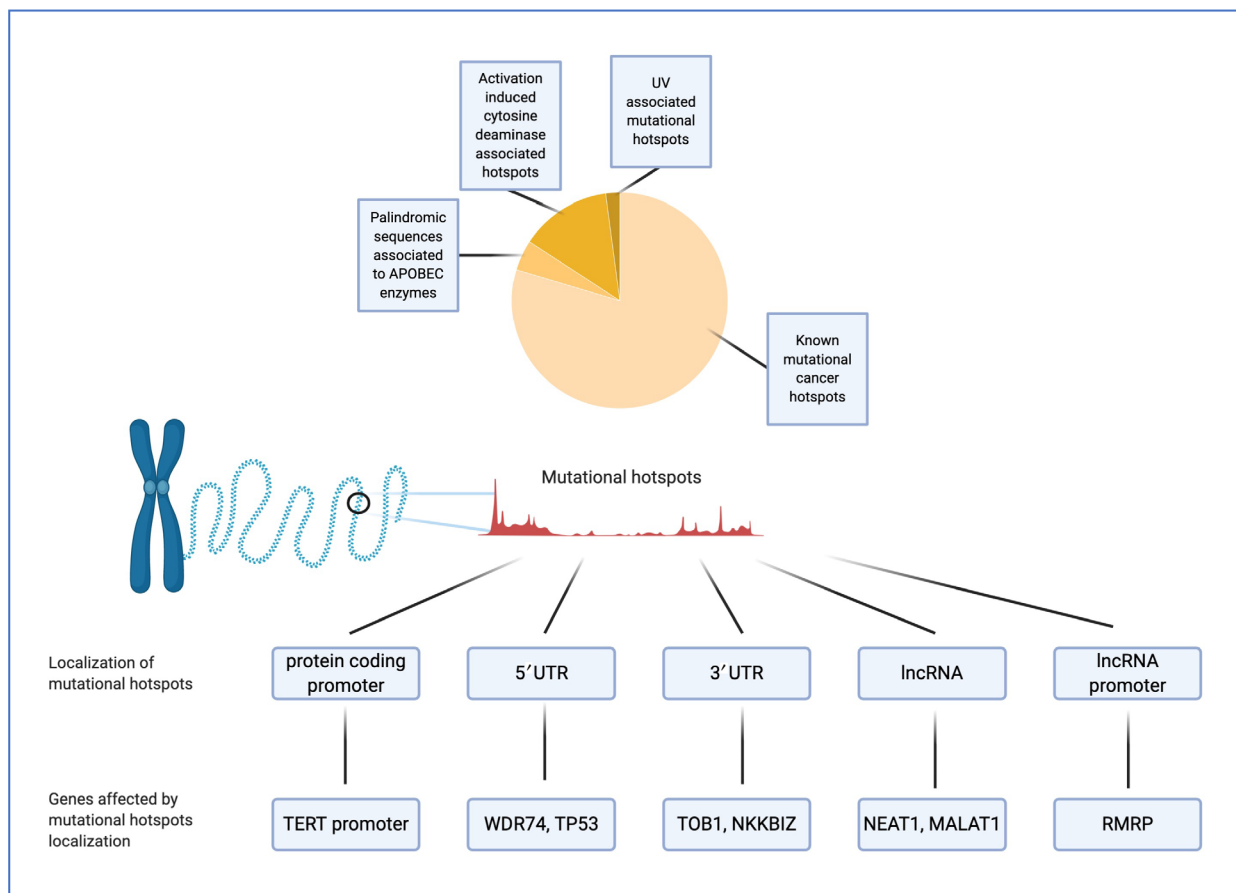 Activation
induced
cytosine
deaminase
associated
hotspots
UV
associated
mutational
hotspots
Palindromic
sequences
associated
to APOBEC
enzymes
Known
mutational
cancer
hotspots
Mutational hotspots
Localization of
mutational hotspots
protein coding
promoter
5′UTR
3′UTR
lncRNA
lncRNA
promoter
Genes affected by
mutational hotspots
localization
TERT promoter
WDR74, TP53
TOB1, NKKBIZ
NEAT1, MALAT1
RMRP